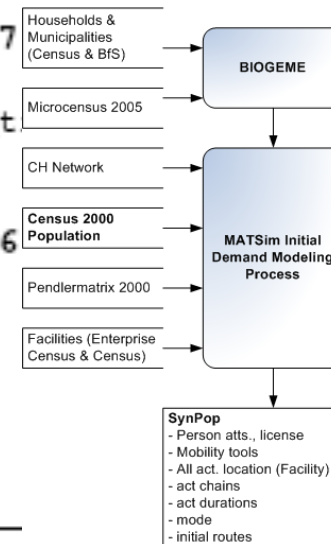 7
Households &
Municipalities
(Census & BfS)
BIOGEME
Microcensus 2005
t
CH Network
Census 2000
Population
6
MATSim Initial
Demand Modeling
Process
Pendlermatrix 2000
Facilities (Enterprise
Census & Census)
SynPop
- Person atts., license
- Mobility tools
- All act. location (Facility)
- act chains
- act durations
- mode
- initial routes